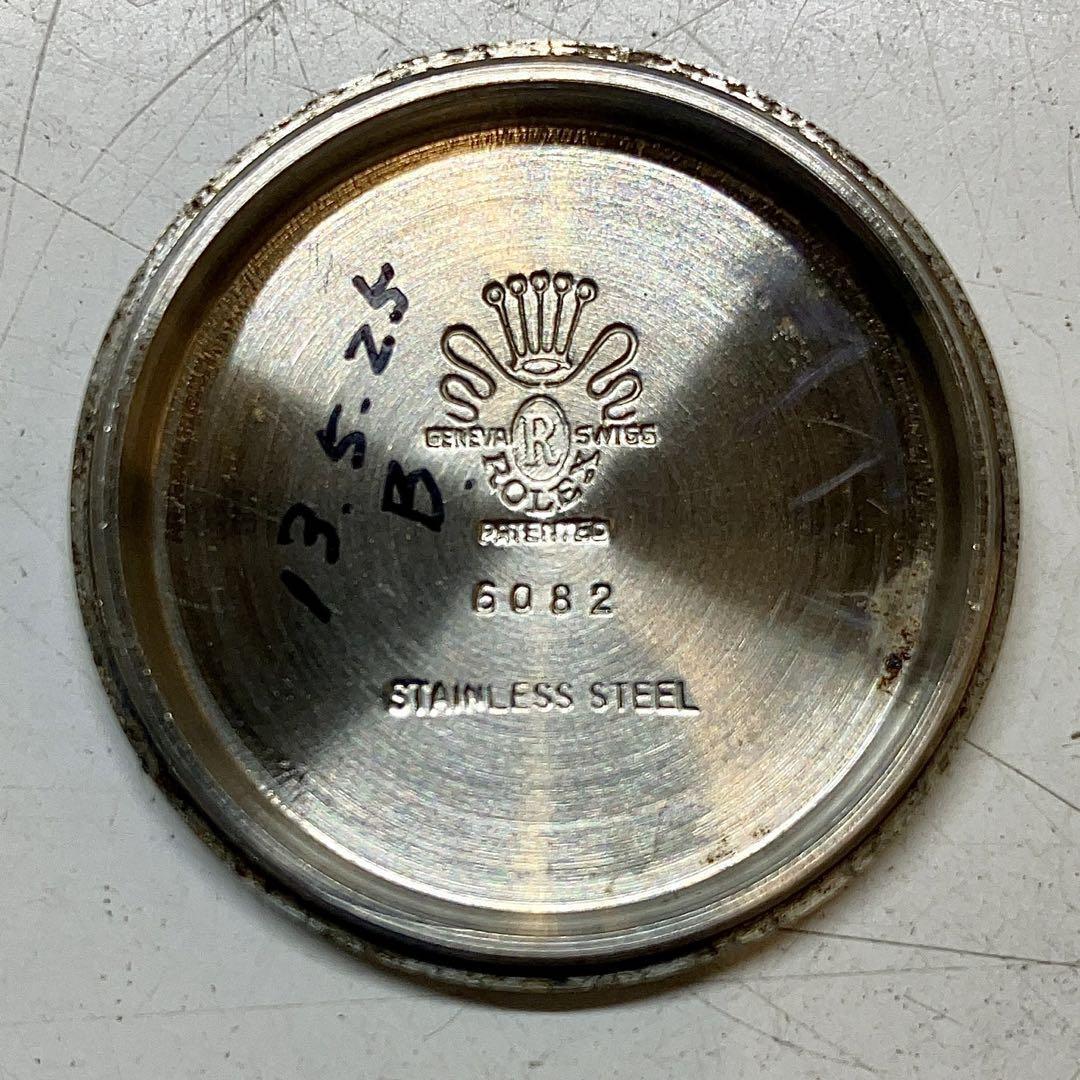 13.5.25
B.
GENEVA R SWISS
ROLEX
PATENTED
6082
STAINLESS STEEL